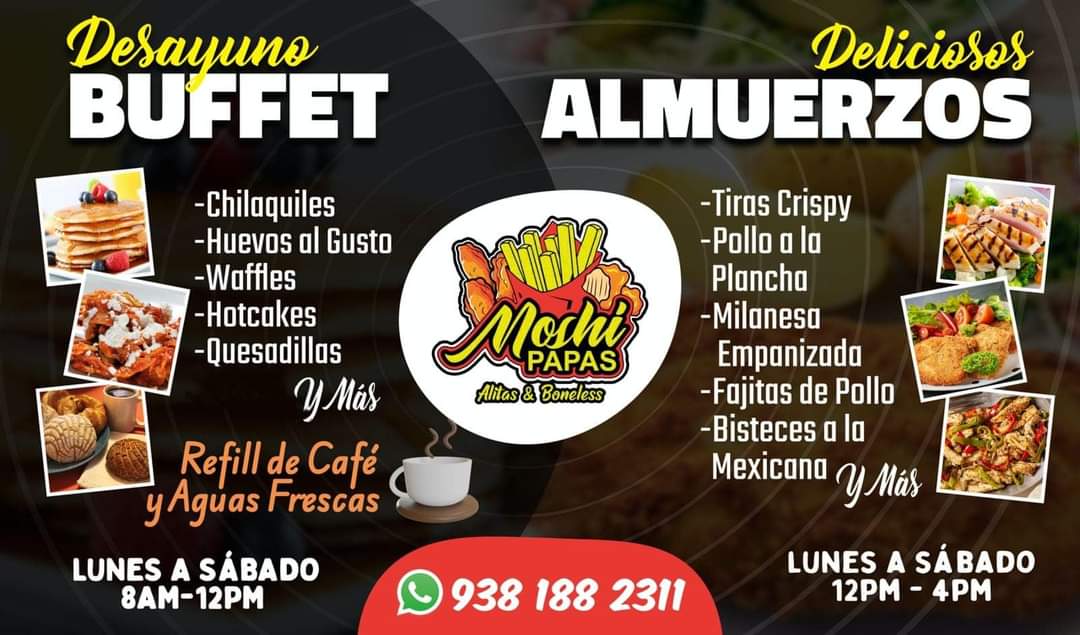 Desayuno
BUFFET
-Chilaquiles
-Huevos al Gusto
-Waffles
-Hotcakes
-Quesadillas
Y Más
Refill de Café
y Aguas Frescas
LUNES A SÁBADO
8AM-12PM
Moshi
PAPAS
Alitas & Boneless
938 188 2311
Deliciosos
ALMUERZOS
-Tiras Crispy
-Pollo a la
Plancha
-Milanesa
Empanizada
-Fajitas de Pollo
-Bisteces a la
Mexicana Y Más
LUNES A SÁBADO
12PM - 4PM